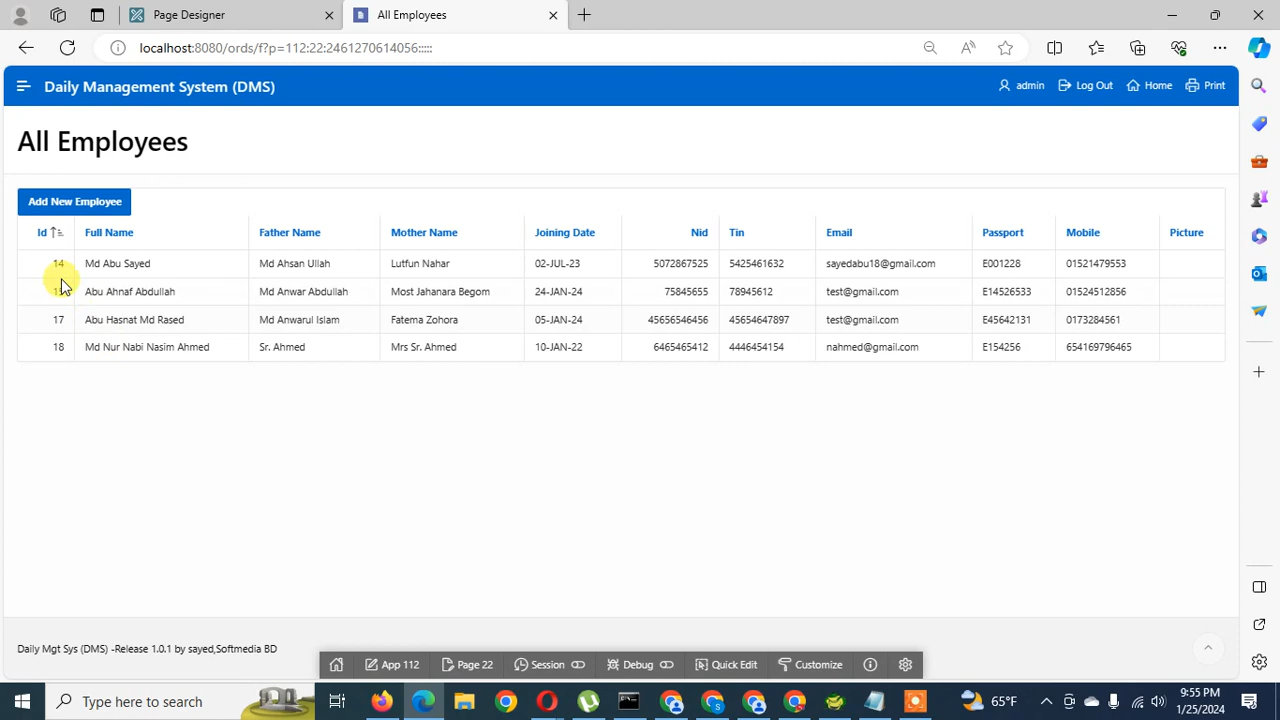 Page Designer
All Employees
localhost:8080/ords/f?p=112:22:2461270614056:::::
Daily Management System (DMS)
admin Log Out Home Print
All Employees
Add New Employee
Id Full Name Father Name Mother Name Joining Date Nid Tin Email Passport Mobile Picture
14 Md Abu Sayed Md Ahsan Ullah Lutfun Nahar 02-JUL-23 5072867525 5425461632 sayedabu18@gmail.com E001228 01521479553
Abu Ahnaf Abdullah Md Anwar Abdullah Most Jahanara Begom 24-JAN-24 75845655 78945612 test@gmail.com E14526533 01524512856
17 Abu Hasnat Md Rased Md Anwarul Islam Fatema Zohora 05-JAN-24 45656546456 45654647897 test@gmail.com E45642131 0173284561
18 Md Nur Nabi Nasim Ahmed Sr. Ahmed Mrs Sr. Ahmed 10-JAN-22 6465465412 4446454154 nahmed@gmail.com E154256 654169796465
Daily Mgt Sys (DMS) -Release 1.0.1 by sayed,Softmedia BD
App 112 Page 22 Session Debug Quick Edit Customize
Type here to search
65°F
9:55 PM
1/25/2024